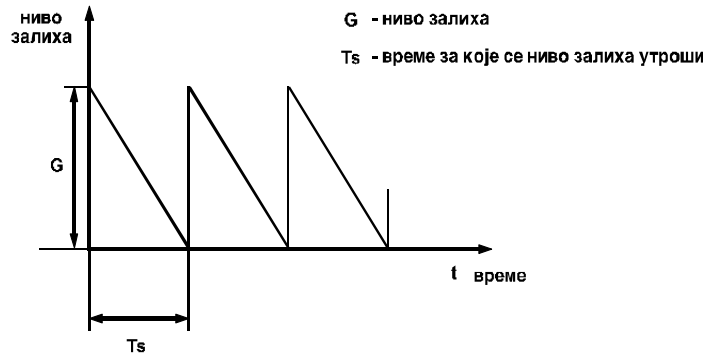 ниво
залиха
G - ниво залиха
Ts - време за које се ниво залиха утроши
G
t време
Ts